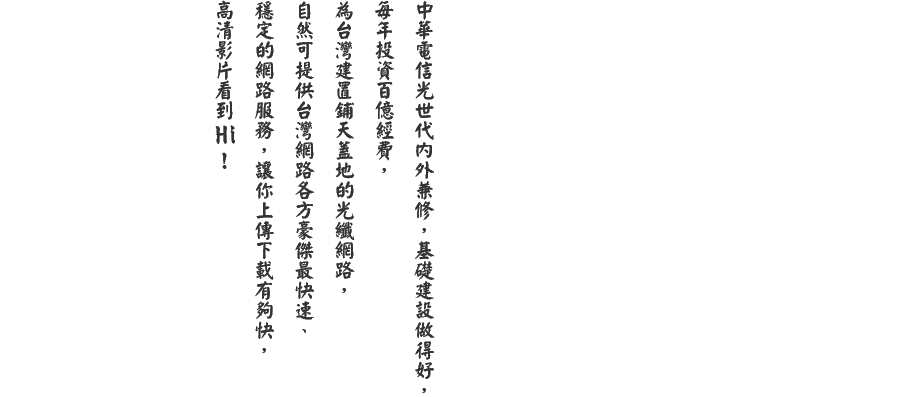 中華電信光世代內外兼修，基礎建設做得好，
每年投資百億經費，
為台灣建置鋪天蓋地的光纖網路，
自然可提供台灣網路各方豪傑最快速、
穩定的網路服務，讓你上傳下載有夠快，
高清影片看到Hi！